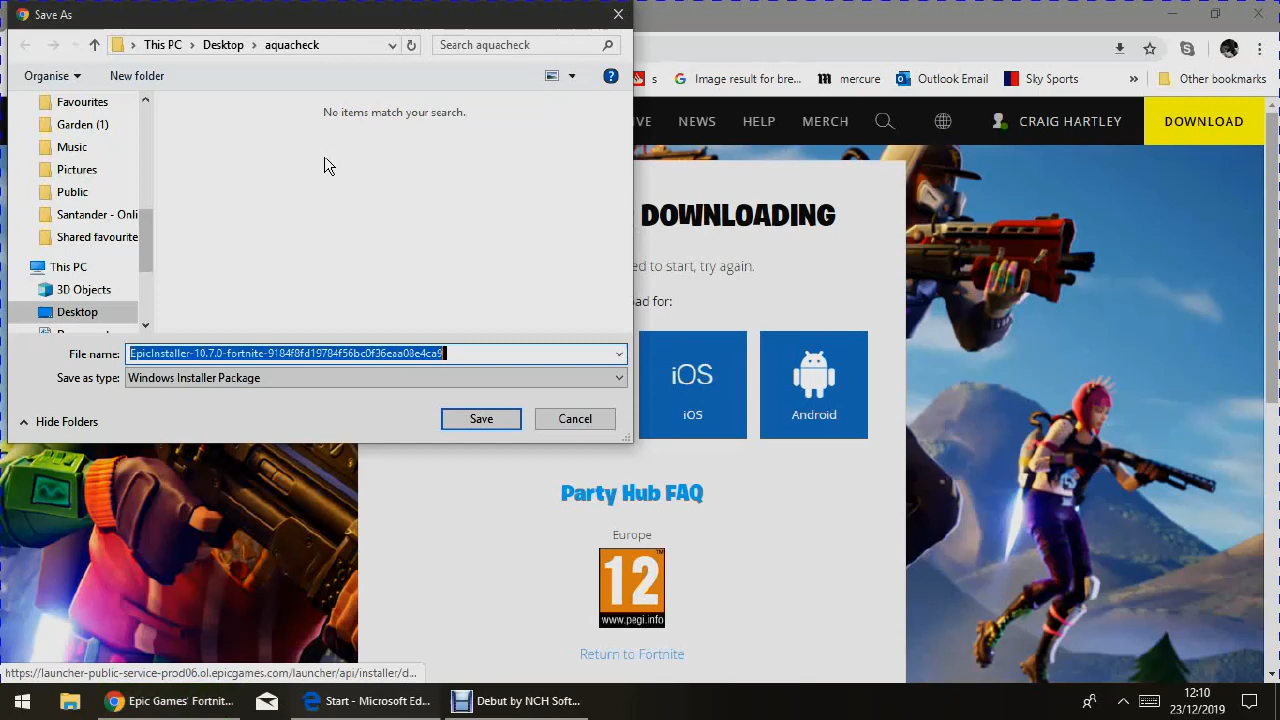 Save As
This PC
Desktop
aquacheck
Search aquacheck
Organise
New folder
Favourites
Garden (1)
Music
Pictures
Public
Santander - Onli
Shared favourite
This PC
3D Objects
Desktop
No items match your search.
File name:
EpicInstaller-10.7.0-fortnite-9184f8fd19784f56bc0f36eaa08e4ca9
Save as type:
Windows Installer Package
Hide Folders
Save
Cancel
s
Image result for bre...
mercure
Outlook Email
Sky Sports
»
Other bookmarks
VE
NEWS
HELP
MERCH
CRAIG HARTLEY
DOWNLOAD
DOWNLOADING
ed to start, try again.
oad for:
iOS
iOS
Android
Party Hub FAQ
Europe
12
www.pegi.info
Return to Fortnite
https://launcher-public-service-prod06.ol.epicgames.com/launcher/api/installer/d...
Epic Games' Fortnit...
Start - Microsoft Ed...
Debut by NCH Soft...
12:10
23/12/2019